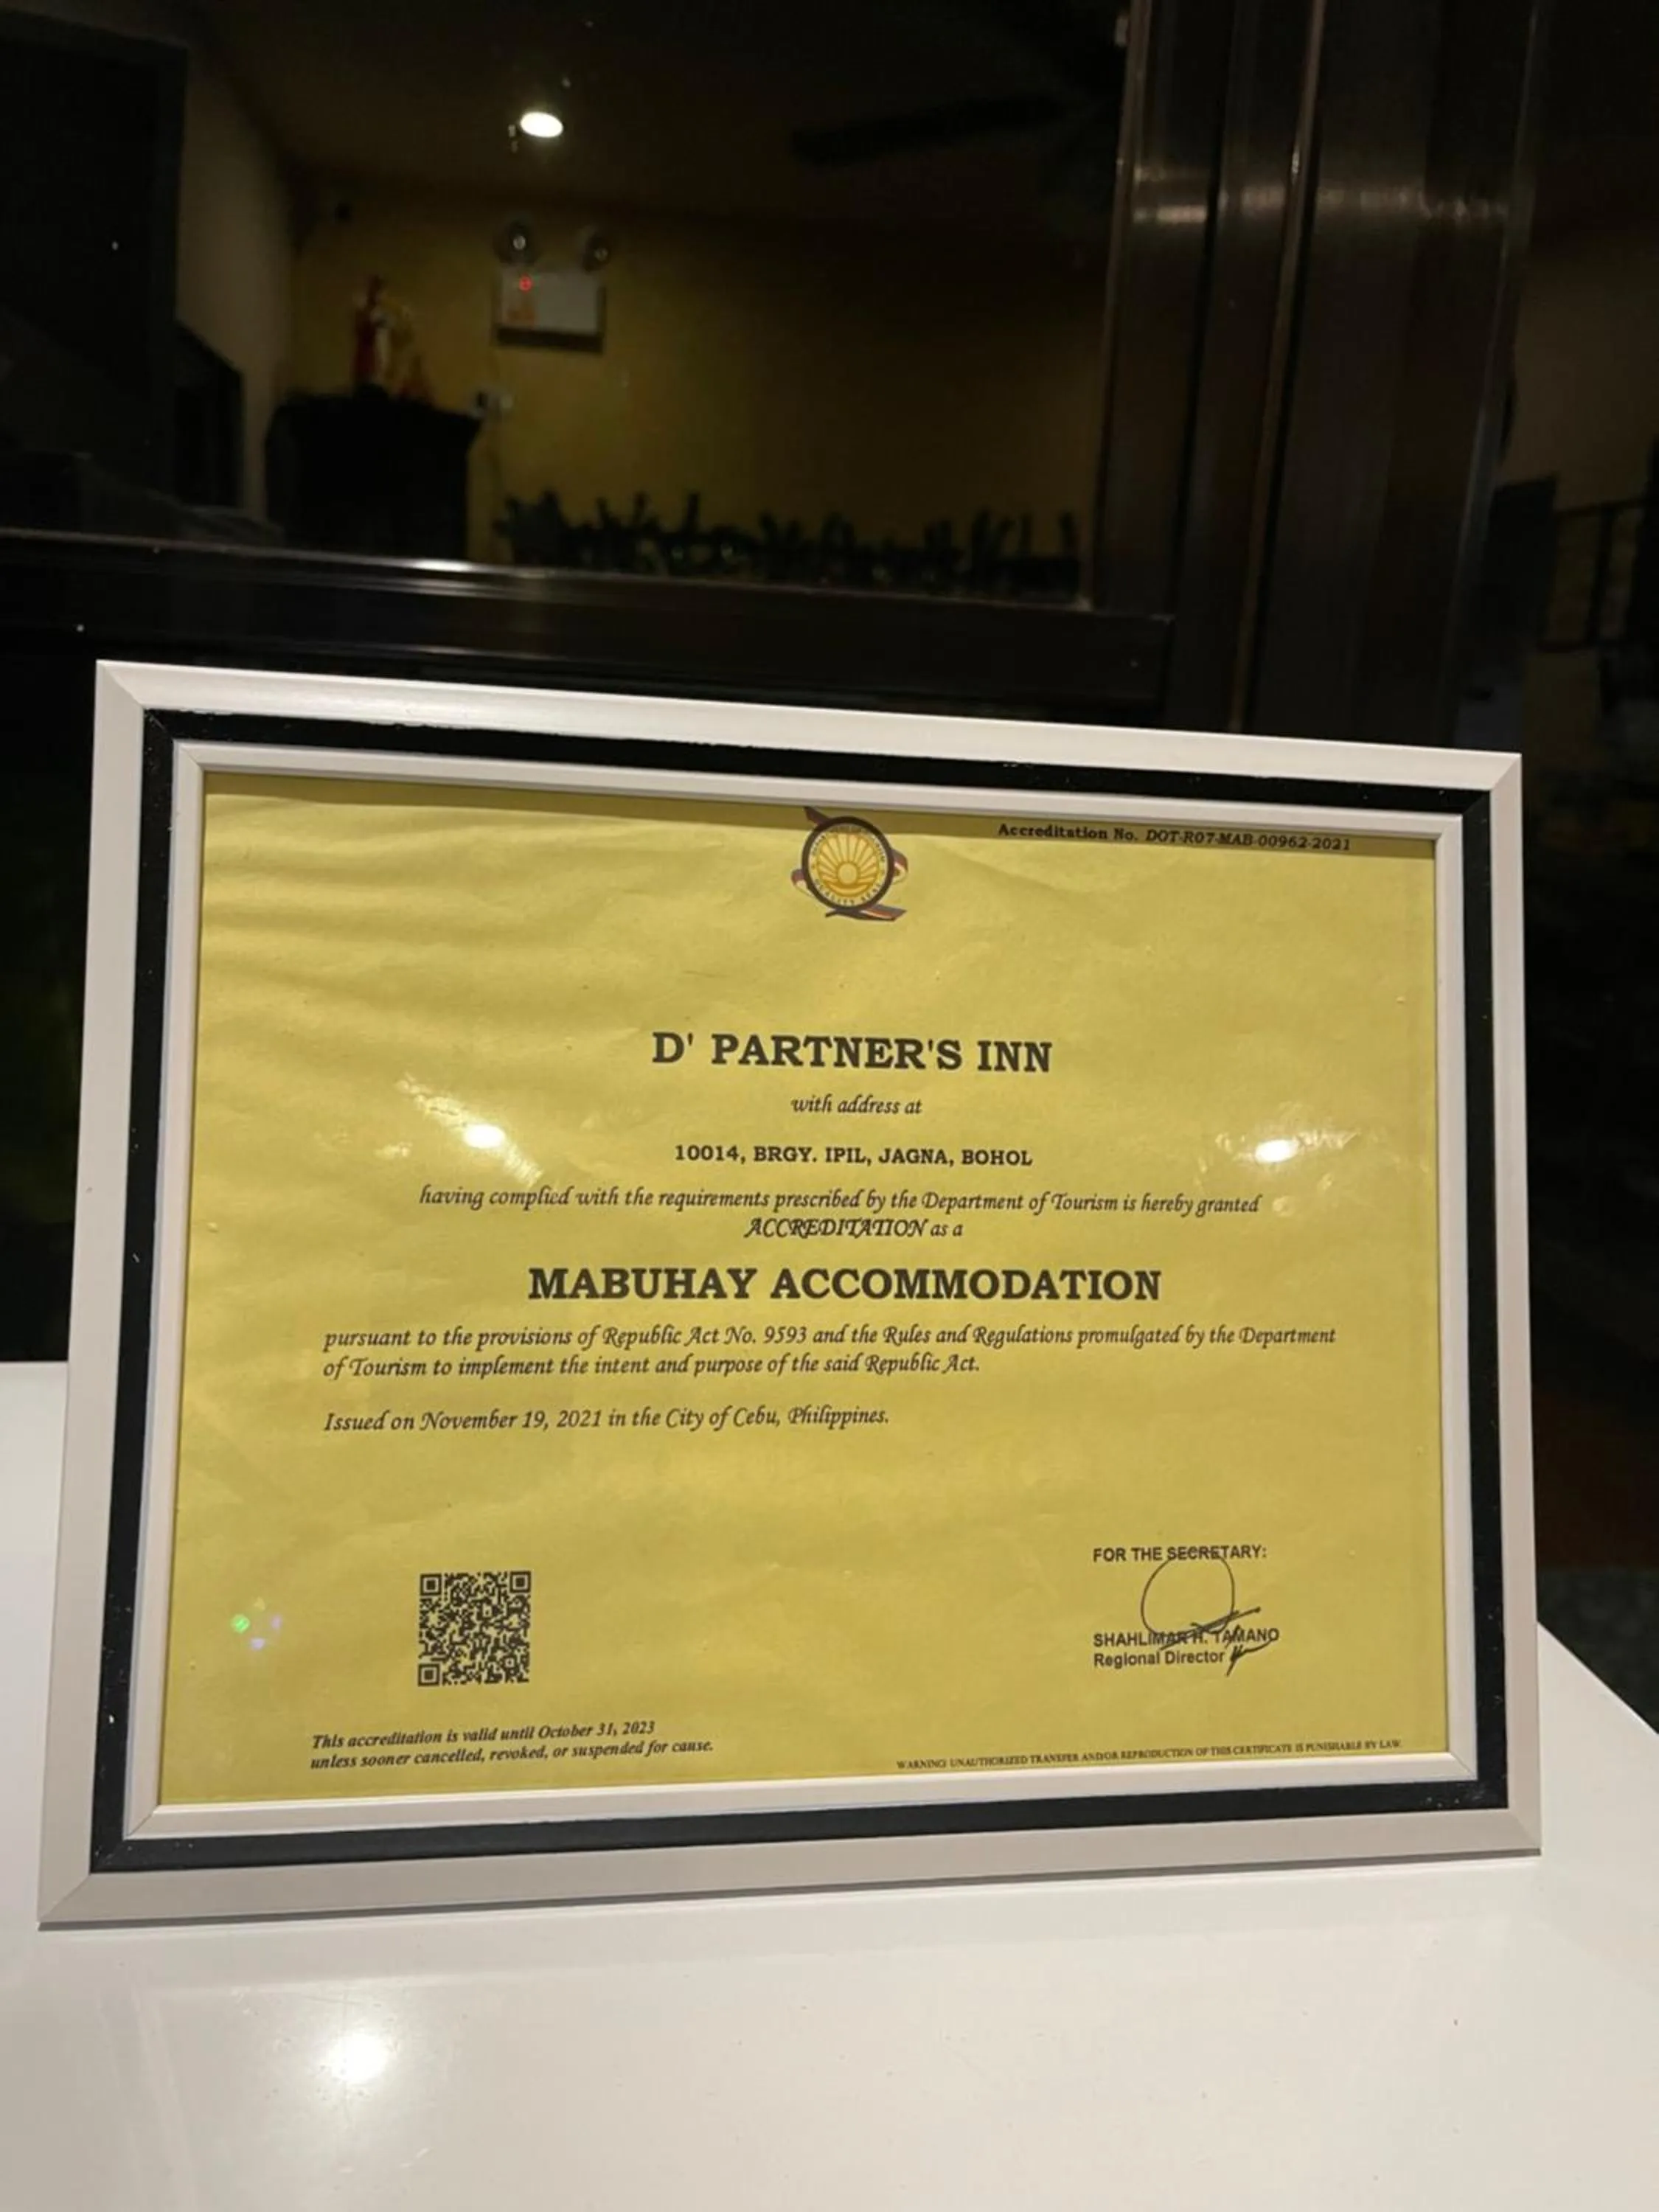 Accreditation No. DOT-R07-MAB-00962-2021
D' PARTNER'S INN
with address at
10014, BRGY. IPIL, JAGNA, BOHOL
having complied with the requirements prescribed by the Department of Tourism is hereby granted
ACCREDITATION as a
MABUHAY ACCOMMODATION
pursuant to the provisions of Republic Act No. 9593 and the Rules and Regulations promulgated by the Department
of Tourism to implement the intent and purpose of the said Republic Act.
Issued on November 19, 2021 in the City of Cebu, Philippines.
FOR THE SECRETARY:
SHAHLIMAR H. TAMANO
Regional Director
This accreditation is valid until October 31, 2023
unless sooner cancelled, revoked, or suspended for cause.
WARNING! UNAUTHORIZED TRANSFER AND/OR REPRODUCTION OF THIS CERTIFICATE IS PUNISHABLE BY LAW.